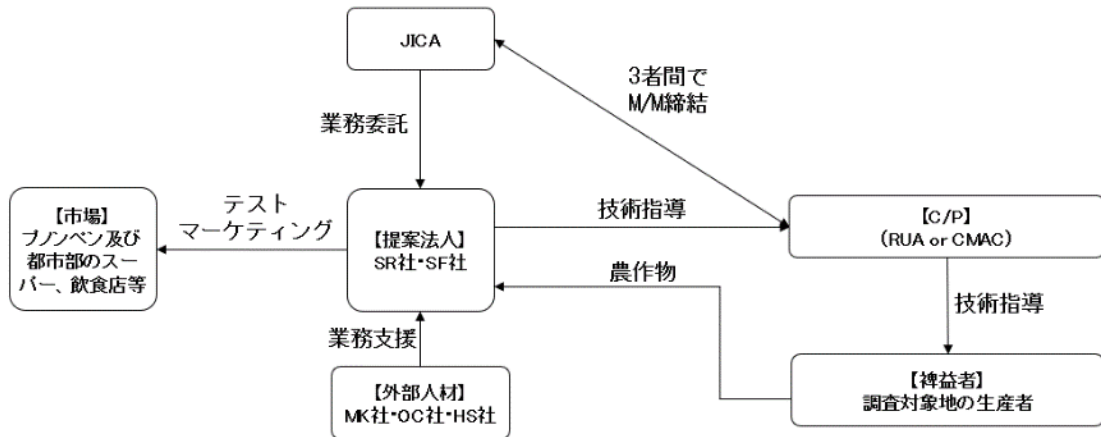 JICA
3者間で
M/M締結
業務委託
テスト
マーケティング
【市場】
プノンペン及び
都市部のスー
パー、飲食店等
【提案法人】
SR社・SF社
技術指導
【C/P】
(RUA or CMAC)
農作物
技術指導
業務支援
【外部人材】
MK社・OC社・HS社
【裨益者】
調査対象地の生産者